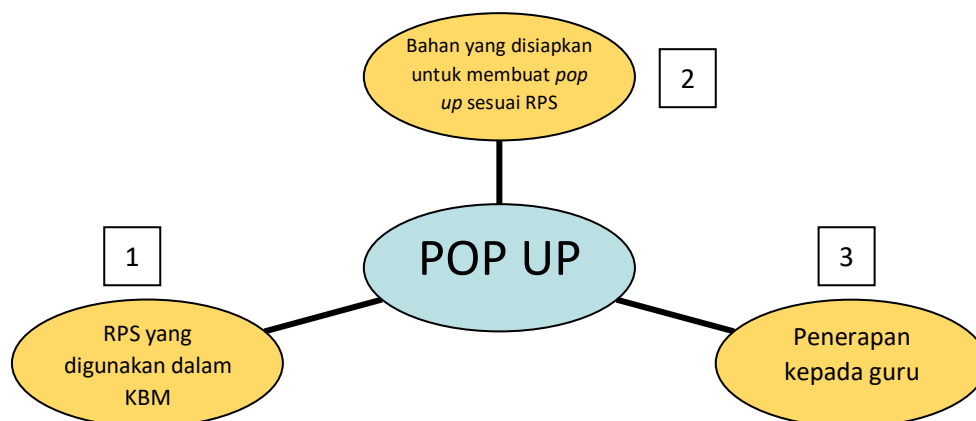 Bahan yang disiapkan
untuk membuat pop
up sesuai RPS
2
POP UP
1
RPS yang
digunakan dalam
KBM
3
Penerapan
kepada guru